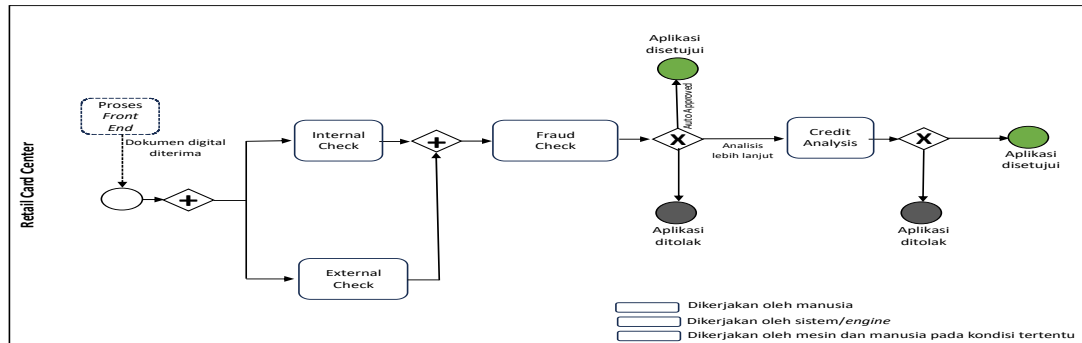 Retail Card Center
Proses
Front
End
Dokumen digital
diterima
Internal
Check
External
Check
Fraud
Check
Aplikasi
disetujui
Auto Approved
Analisis
lebih lanjut
Aplikasi
ditolak
Credit
Analysis
Aplikasi
disetujui
Aplikasi
ditolak
Dikerjakan oleh manusia
Dikerjakan oleh sistem/engine
Dikerjakan oleh mesin dan manusia pada kondisi tertentu